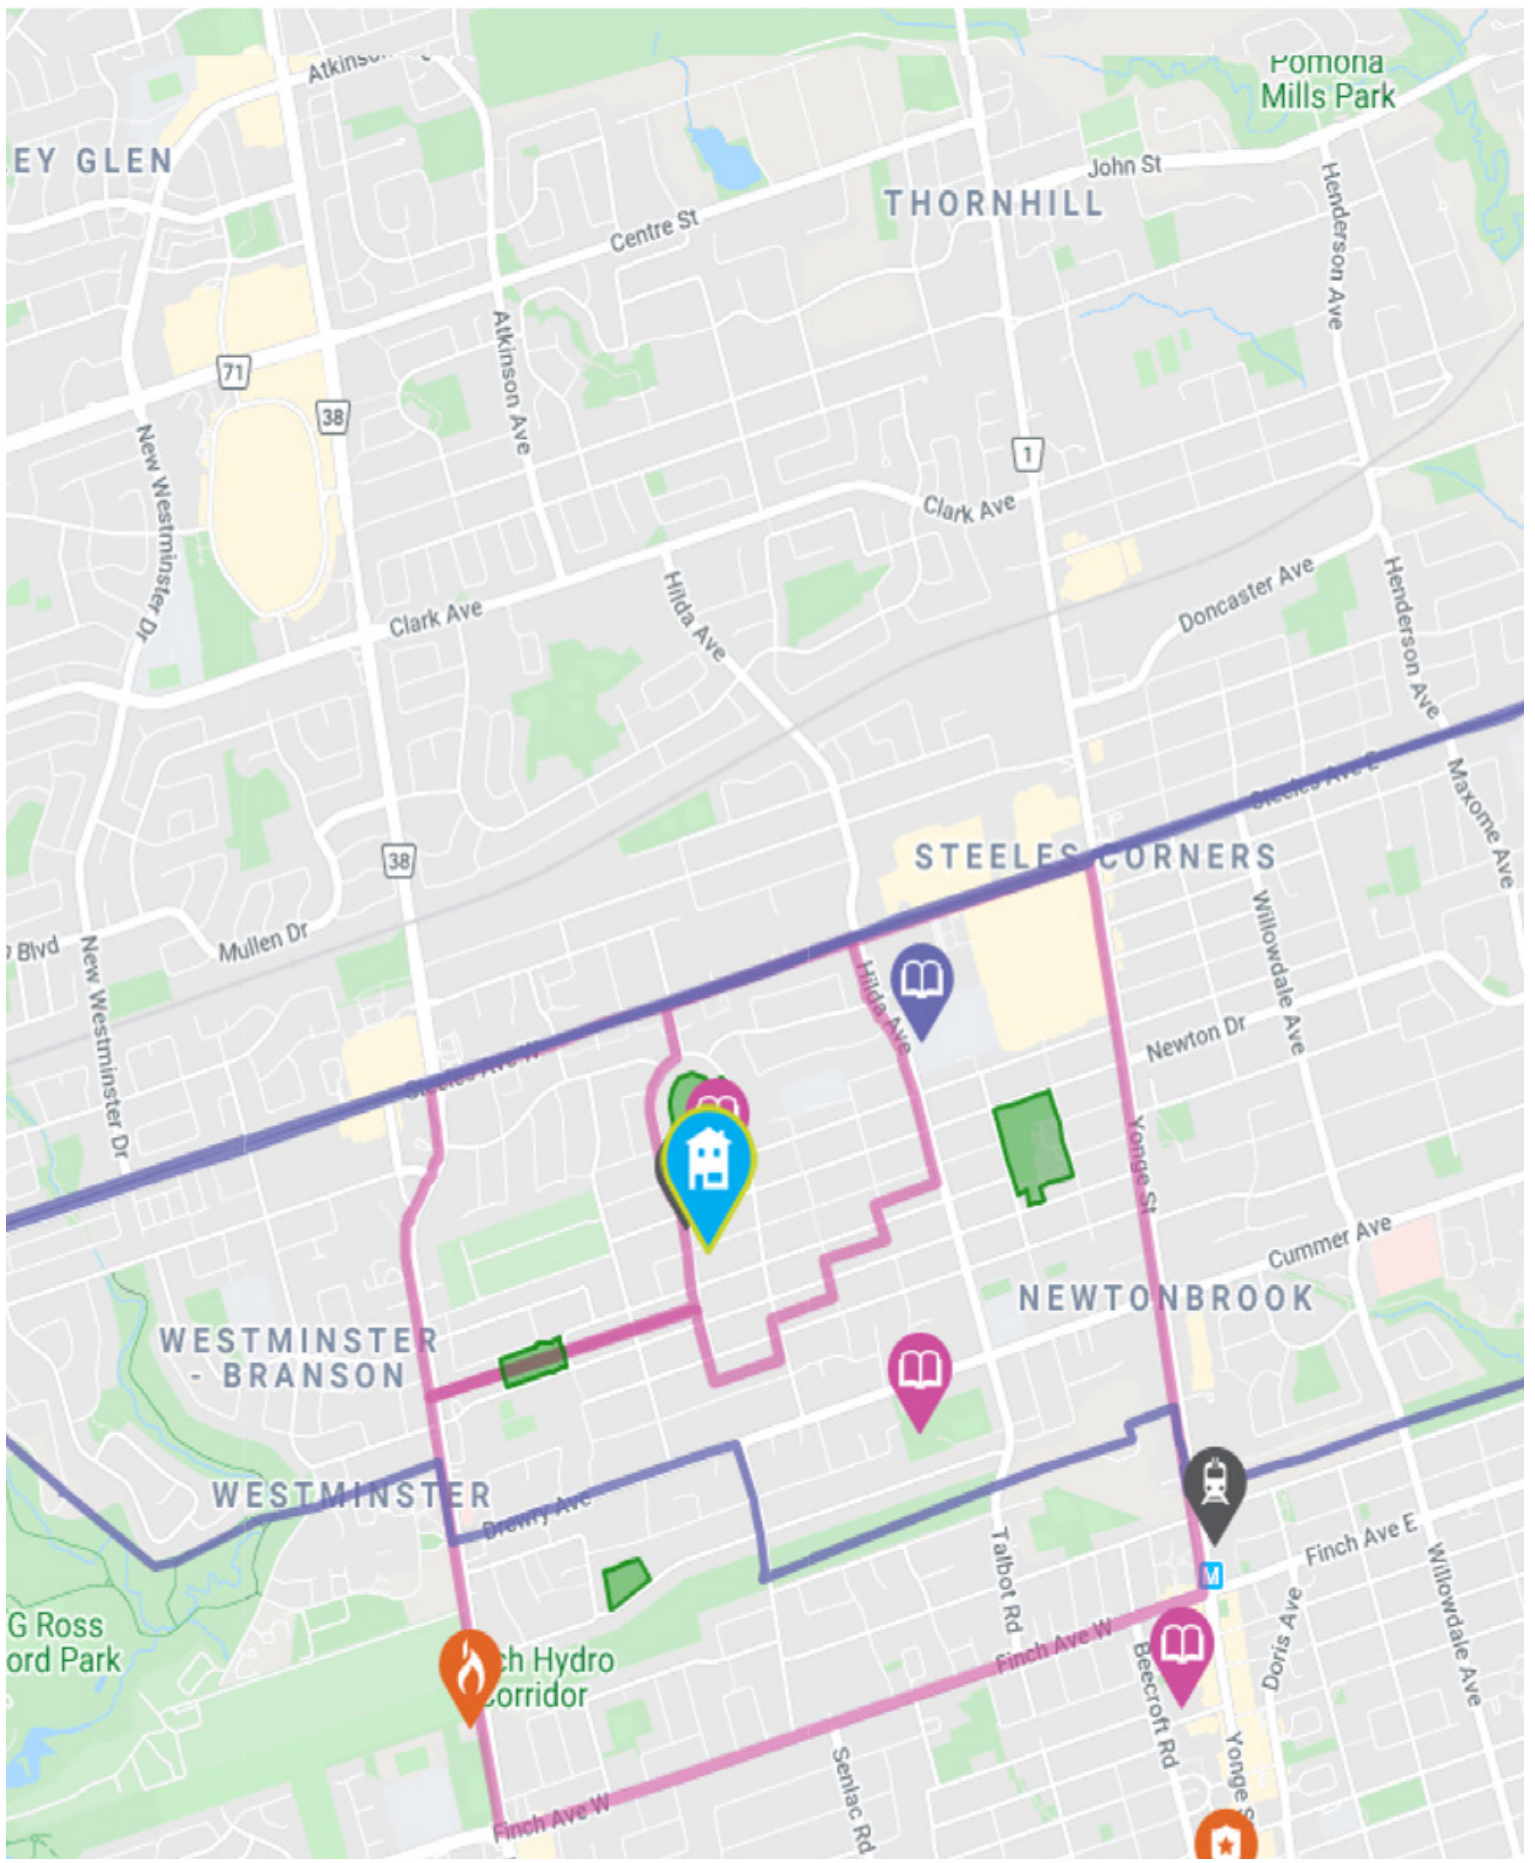 Pomona
Mills Park
LEY GLEN
John St
THORNHILL
Henderson Ave
Centre St
Atkinson Ave
71
38
1
New Westminster Dr
Clark Ave
Clark Ave
Hilda Ave
Doncaster Ave
Henderson Ave
Steeles Ave E
Maxome Ave
STEELES CORNERS
38
Mullen Dr
Blvd
New Westminster Dr
Willowdale Ave
Hilda Ave
Newton Dr
Steeles Ave W
Yonge St
Cummer Ave
NEWTONBROOK
WESTMINSTER
- BRANSON
WESTMINSTER
Drewry Ave
Talbot Rd
Finch Ave E
M
Willowdale Ave
G Ross
ord Park
ch Hydro
Corridor
Finch Ave W
Beecroft Rd
Doris Ave
Yonge S
Senlac Rd
Finch Ave W